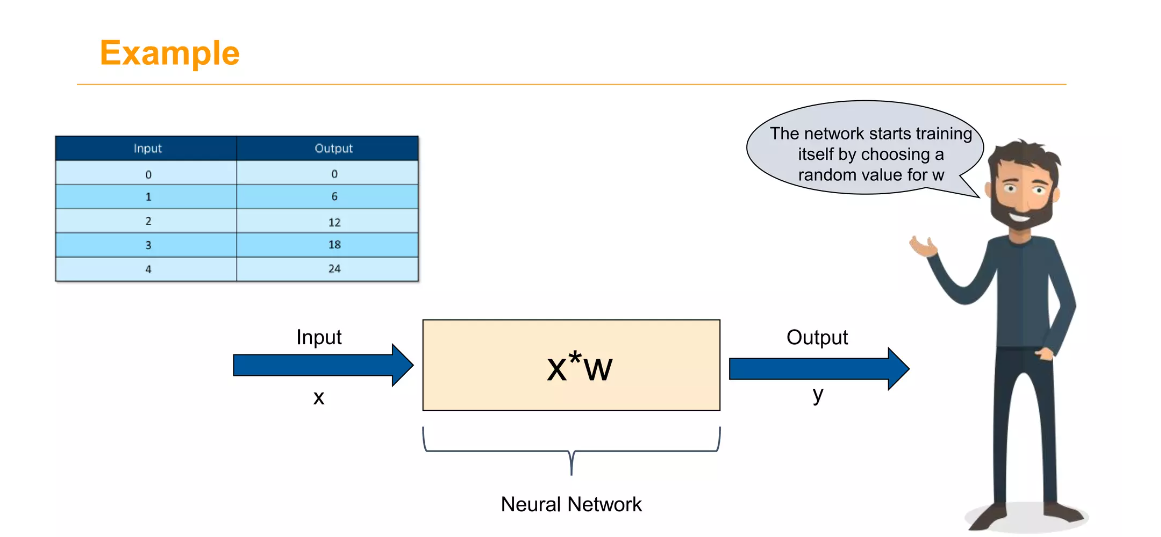 Example
The network starts training
itself by choosing a
random value for w
Input Output
0 0
1 6
2 12
3 18
4 24
Input
x
x*w
Output
y
Neural Network